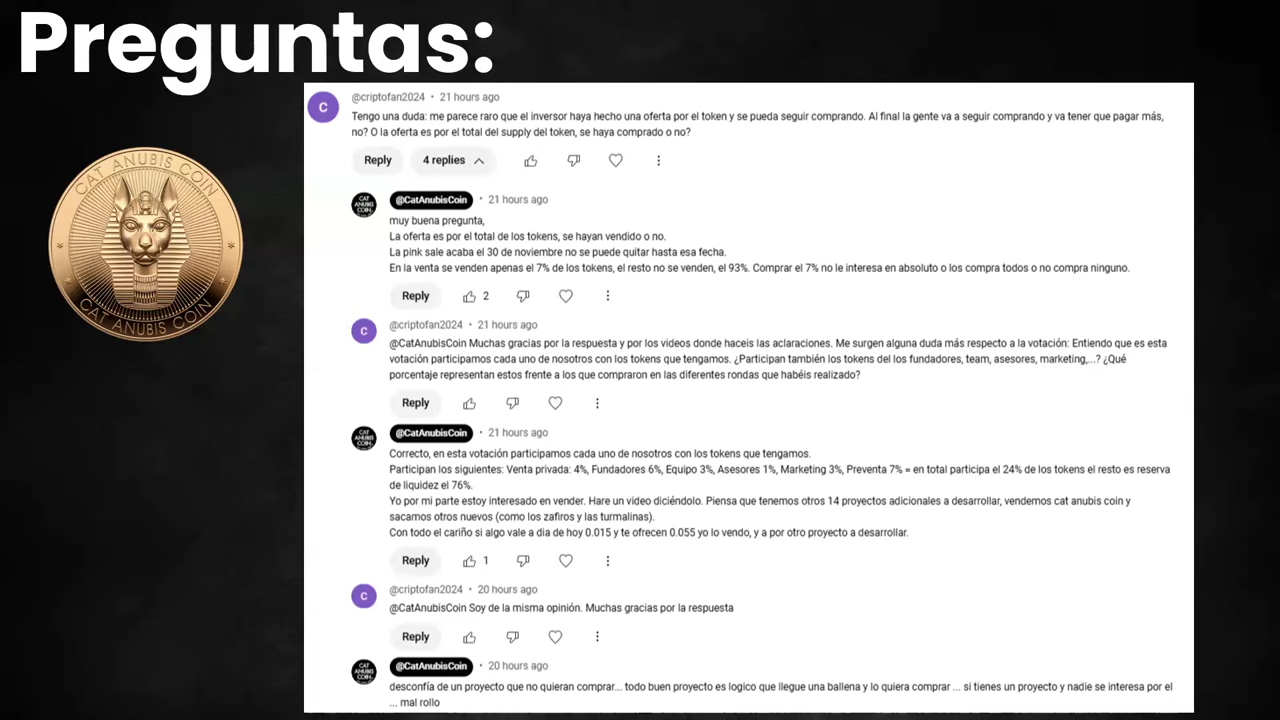 Preguntas:
CAT ANUBIS COIN
CAT ANUBIS COIN
C
@criptofan2024 • 21 hours ago
Tengo una duda: me parece raro que el inversor haya hecho una oferta por el token y se pueda seguir comprando. Al final la gente va a seguir comprando y va tener que pagar más,
no? O la oferta es por el total del supply del token, se haya comprado o no?
Reply 4 replies
CAT ANUBIS COIN
@CatAnubisCoin • 21 hours ago
muy buena pregunta,
La oferta es por el total de los tokens, se hayan vendido o no.
La pink sale acaba el 30 de noviembre no se puede quitar hasta esa fecha.
En la venta se venden apenas el 7% de los tokens, el resto no se venden, el 93%. Comprar el 7% no le interesa en absoluto o los compra todos o no compra ninguno.
Reply 2
C
@criptofan2024 • 21 hours ago
@CatAnubisCoin Muchas gracias por la respuesta y por los videos donde haceis las aclaraciones. Me surgen alguna duda más respecto a la votación: Entiendo que es esta
votación participamos cada uno de nosotros con los tokens que tengamos. ¿Participan también los tokens del los fundadores, team, asesores, marketing,...? ¿Qué
porcentaje representan estos frente a los que compraron en las diferentes rondas que habéis realizado?
Reply
CAT ANUBIS COIN
@CatAnubisCoin • 21 hours ago
Correcto, en esta votación participamos cada uno de nosotros con los tokens que tengamos.
Participan los siguientes: Venta privada: 4%, Fundadores 6%, Equipo 3%, Asesores 1%, Marketing 3%, Preventa 7% = en total participa el 24% de los tokens el resto es reserva
de liquidez el 76%.
Yo por mi parte estoy interesado en vender. Hare un video diciéndolo. Piensa que tenemos otros 14 proyectos adicionales a desarrollar, vendemos cat anubis coin y
sacamos otros nuevos (como los zafiros y las turmalinas).
Con todo el cariño si algo vale a dia de hoy 0.015 y te ofrecen 0.055 yo lo vendo, y a por otro proyecto a desarrollar.
Reply 1
C
@criptofan2024 • 20 hours ago
@CatAnubisCoin Soy de la misma opinión. Muchas gracias por la respuesta
Reply
CAT ANUBIS COIN
@CatAnubisCoin • 20 hours ago
desconfía de un proyecto que no quieran comprar... todo buen proyecto es logico que llegue una ballena y lo quiera comprar ... si tienes un proyecto y nadie se interesa por el
... mal rollo